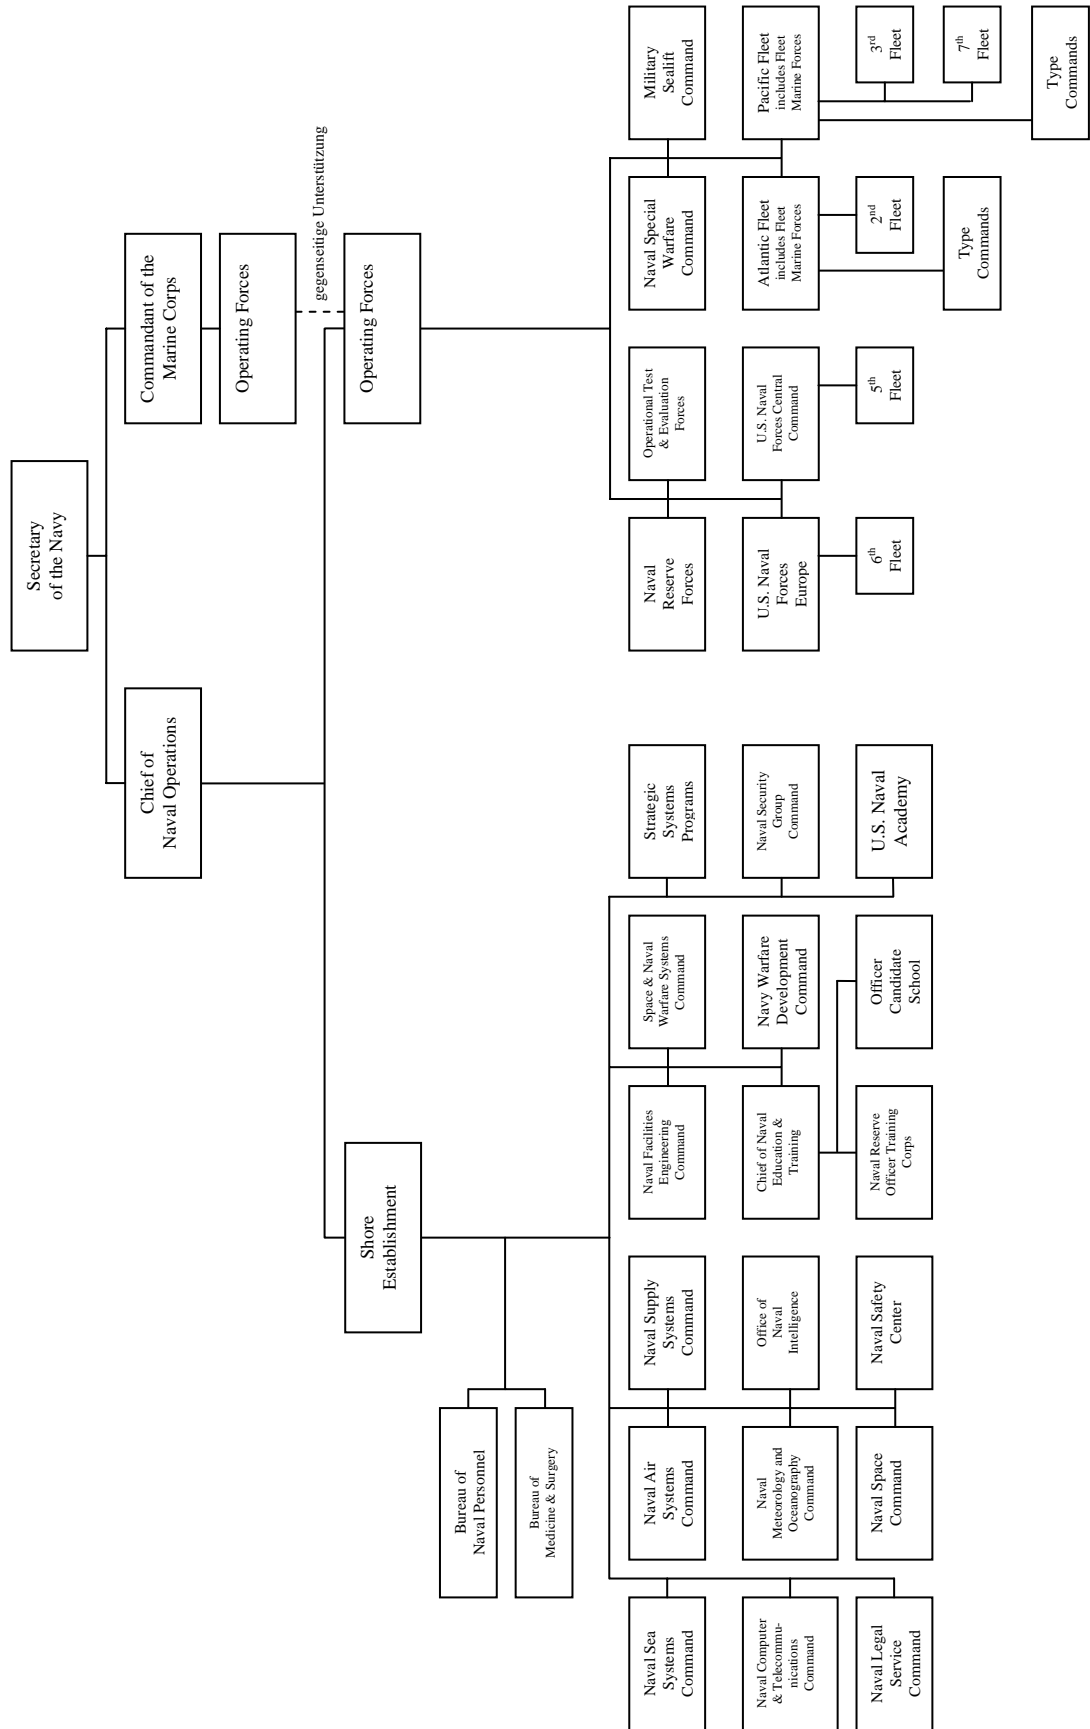 Secretary
of the Navy
Chief of
Naval Operations
Commandant of the
Marine Corps
Operating Forces
gegenseitige Unterstützung
Shore
Establishment
Operating Forces
Bureau of
Naval Personnel
Bureau of
Medicine & Surgery
Naval Sea
Systems
Command
Naval Air
Systems
Command
Naval Supply
Systems
Command
Naval Facilities
Engineering
Command
Space & Naval
Warfare Systems
Command
Strategic
Systems
Programs
Naval
Reserve
Forces
Operational Test
& Evaluation
Forces
Naval Special
Warfare
Command
Military
Sealift
Command
Naval Computer
& Telecommu-
nications
Command
Naval
Meteorology and
Oceanography
Command
Office of
Naval
Intelligence
Chief of Naval
Education &
Training
Navy Warfare
Development
Command
Naval Security
Group
Command
U.S. Naval
Forces
Europe
U.S. Naval
Forces Central
Command
Atlantic Fleet
includes Fleet
Marine Forces
Pacific Fleet
includes Fleet
Marine Forces
Naval Legal
Service
Command
Naval Space
Command
Naval Safety
Center
Naval Reserve
Officer Training
Corps
Officer
Candidate
School
U.S. Naval
Academy
6th
Fleet
5th
Fleet
2nd
Fleet
3rd
Fleet
Type
Commands
7th
Fleet
Type
Commands